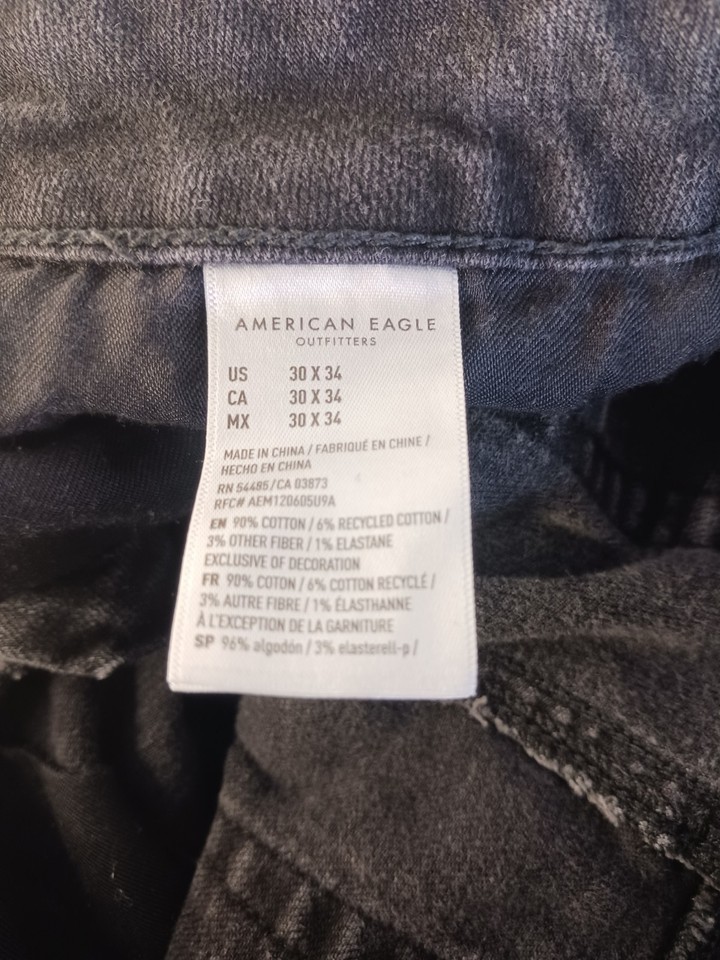 AMERICAN EAGLE
OUTFITTERS
US 30 X 34
CA 30 X 34
MX 30 X 34
MADE IN CHINA / FABRIQUÉ EN CHINE /
HECHO EN CHINA
RN 54485/CA 03873
RFC# AEM120605U9A
EN 90% COTTON / 6% RECYCLED COTTON /
3% OTHER FIBER / 1% ELASTANE
EXCLUSIVE OF DECORATION
FR 90% COTON / 6% COTTON RECYCLÉ /
3% AUTRE FIBRE / 1% ÉLASTHANNE
À L'EXCEPTION DE LA GARNITURE
SP 96% algodón / 3% elasterell-p /